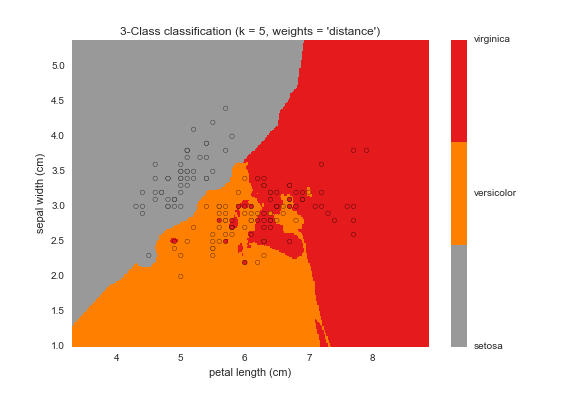 3-Class classification (k = 5, weights = 'distance')
virginica
versicolor
setosa
sepal width (cm)
5.0
4.5
4.0
3.5
3.0
2.5
2.0
1.5
1.0
4 5 6 7 8
petal length (cm)